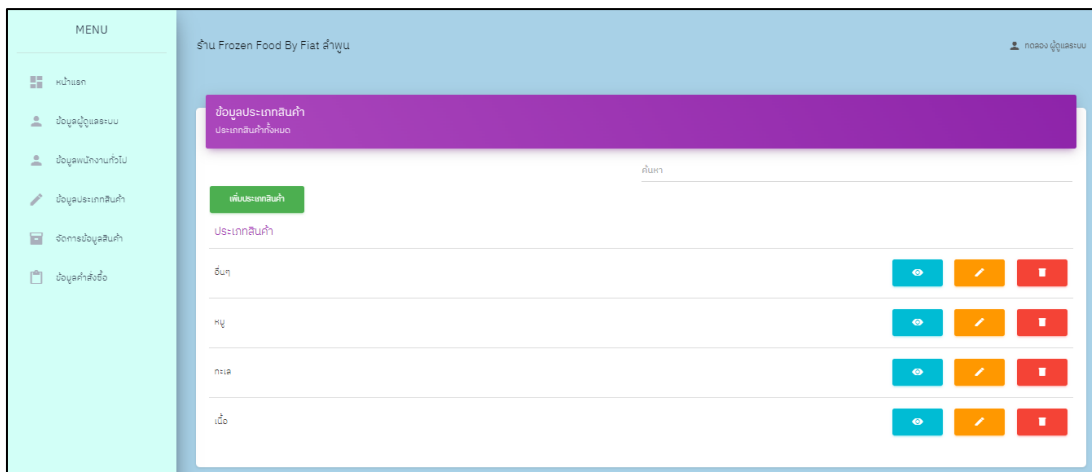 MENU
หน้าแรก
ข้อมูลผู้ดูแลระบบ
ข้อมูลพนักงานทั่วไป
ข้อมูลประเภทสินค้า
จัดการข้อมูลสินค้า
ข้อมูลคำสั่งซื้อ
ร้าน Frozen Food By Fiat ลำพูน
ทดลอง ผู้ดูแลระบบ
ข้อมูลประเภทสินค้า
ประเภทสินค้าทั้งหมด
ค้นหา
เพิ่มประเภทสินค้า
ประเภทสินค้า
อื่นๆ
หมู
ทะเล
เนื้อ